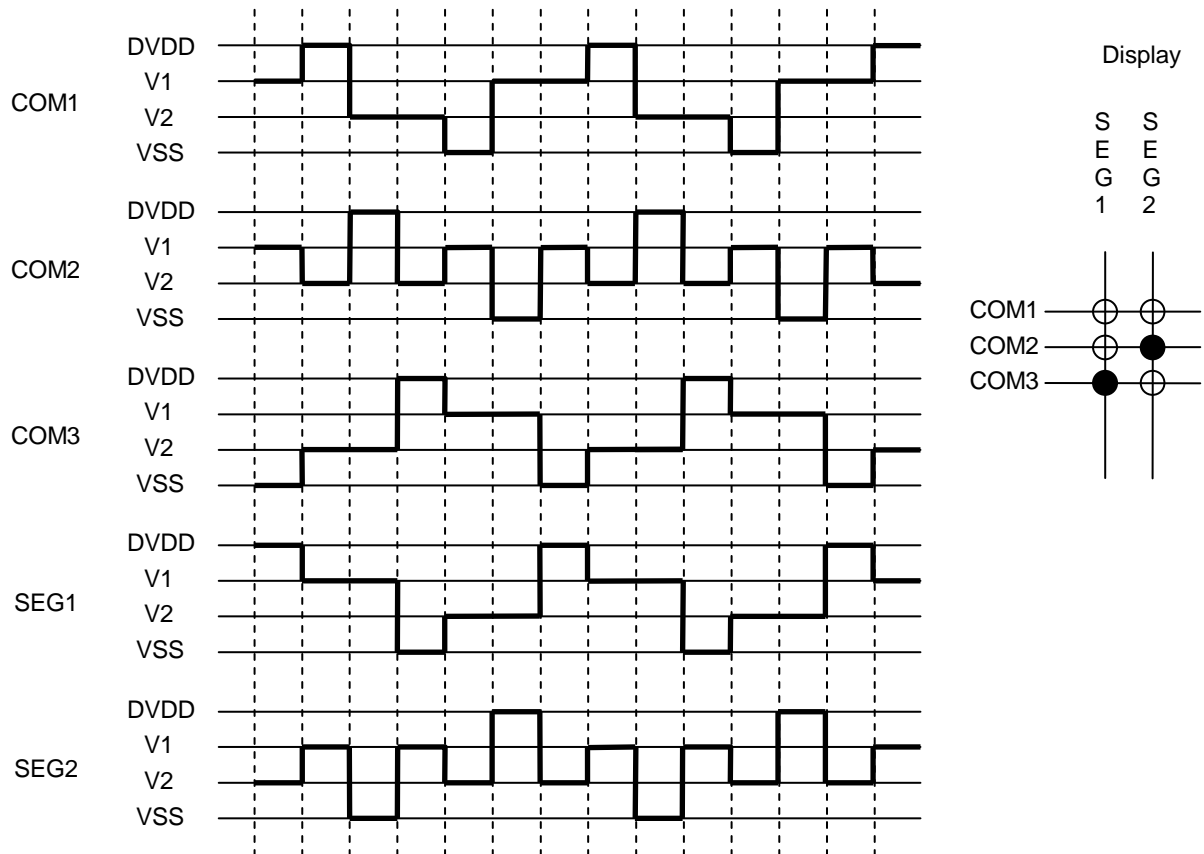 DVDD
V1
COM1
V2
VSS
DVDD
V1
COM2
V2
VSS
DVDD
V1
COM3
V2
VSS
DVDD
V1
SEG1
V2
VSS
DVDD
V1
SEG2
V2
VSS
Display
S S
E E
G G
1 2
COM1
COM2
COM3